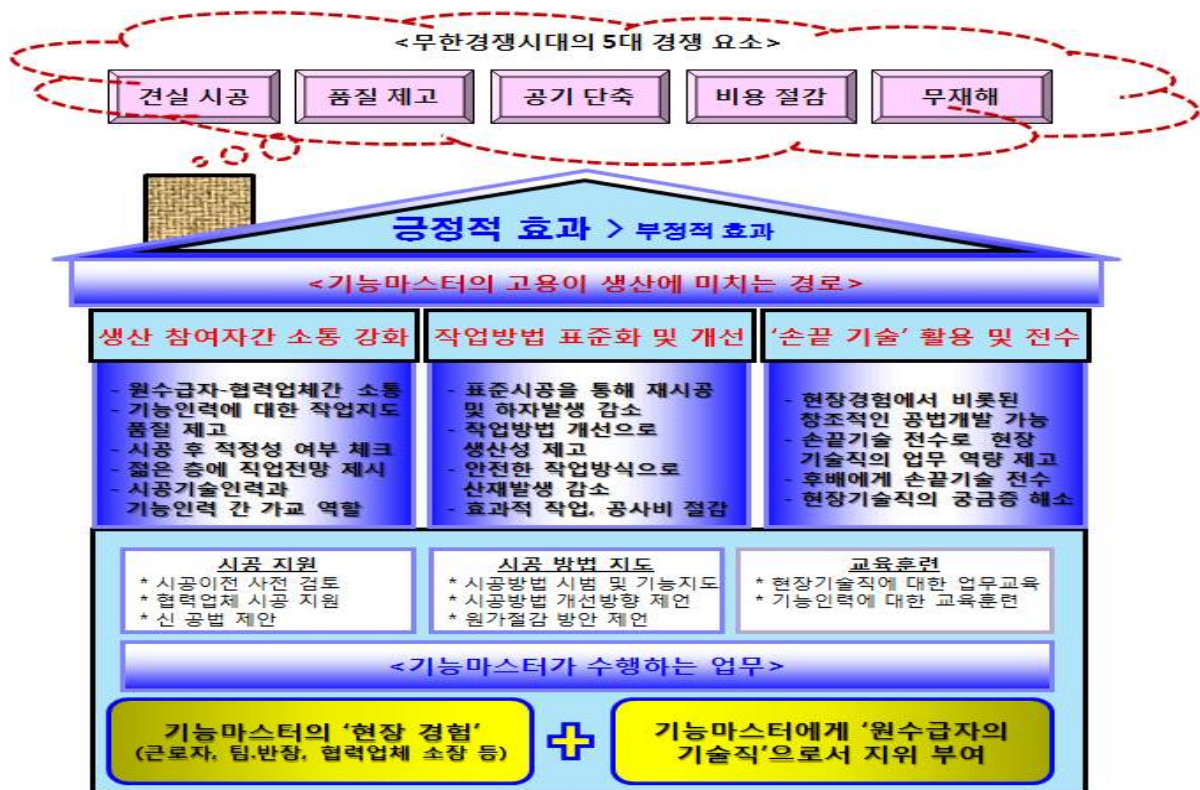 <무한경쟁시대의 5대 경쟁 요소>
견실 시공
품질 제고
공기 단축
비용 절감
무재해
긍정적 효과 > 부정적 효과
<기능마스터의 고용이 생산에 미치는 경로>
생산 참여자간 소통 강화
- 원수급자-협력업체간 소통
- 기능인력에 대한 작업지도
품질 제고
- 시공 후 적정성 여부 체크
- 젊은 층에 직업전망 제시
- 시공기술인력과
기능인력 간 가교 역할
작업방법 표준화 및 개선
- 표준시공을 통해 재시공
및 하자발생 감소
- 작업방법 개선으로
생산성 제고
- 안전한 작업방식으로
산재발생 감소
- 효과적 작업, 공사비 절감
'손끝 기술' 활용 및 전수
- 현장경험에서 비롯된
창조적인 공법개발 가능
- 손끝기술 전수로 현장
기술직의 업무 역량 제고
- 후배에게 손끝기술 전수
- 현장기술직의 궁금증 해소
시공 지원
* 시공이전 사전 검토
* 협력업체 시공 지원
* 신 공법 제안
시공 방법 지도
* 시공방법 시범 및 기능지도
* 시공방법 개선방향 제언
* 원가절감 방안 제언
교육훈련
* 현장기술직에 대한 업무교육
* 기능인력에 대한 교육훈련
<기능마스터가 수행하는 업무>
기능마스터의 '현장 경험'
(근로자, 팀.반장, 협력업체 소장 등)
기능마스터에게 '원수급자의
기술직'으로서 지위 부여